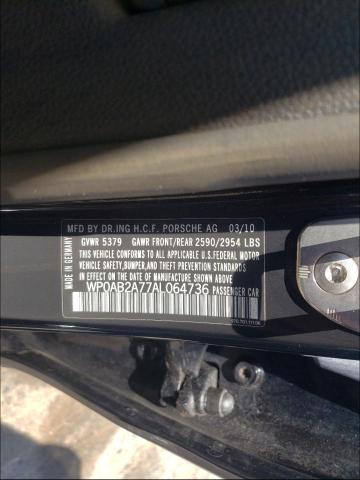 MADE IN GERMANY
MFD BY DR.ING H.C.F. PORSCHE AG 03/10
GVWR 5379 GAWR FRONT/REAR 2590/2954 LBS
THIS VEHICLE CONFORMS TO ALL APPLICABLE U.S.FEDERAL MOTOR
VEHICLE SAFETY,BUMPER,AND THEFT PREVENTION STANDARDS
IN EFFECT ON THE DATE OF MANUFACTURE SHOWN ABOVE
WP0AB2A77AL064736 PASSENGER CAR